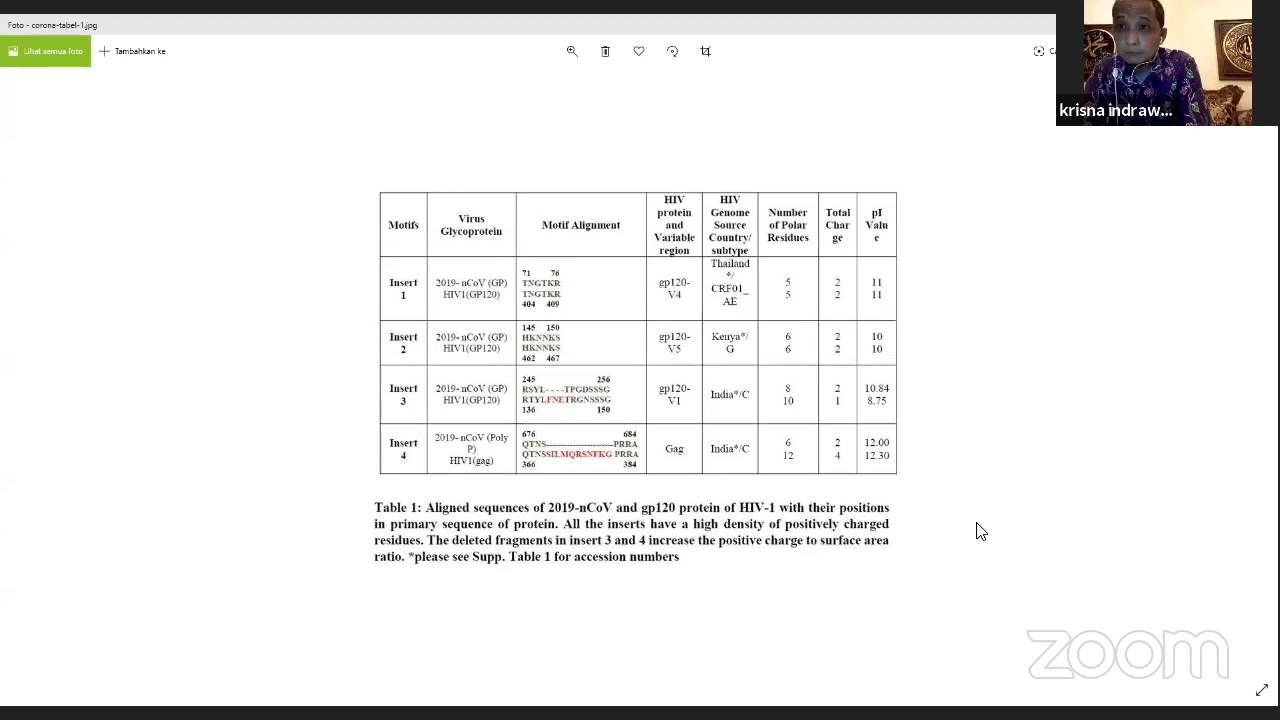 Foto - corona-tabel-1.jpg
Lihat semua foto
Tambahkan ke
krisna indraw...
Motifs Virus Glycoprotein Motif Alignment HIV protein and Variable region HIV Genome Source Country/ subtype Number of Polar Residues Total Char ge pI Valu e
Insert 1
2019- nCoV (GP)
HIV1(GP120)
71 76
TNGTKR
TNGTKR
404 409
gp120-
V4
Thailand
*/
CRF01_
AE
5
5
2
2
11
11
Insert 2
2019- nCoV (GP)
HIV1(GP120)
145 150
HKNNKS
HKNNKS
462 467
gp120-
V5
Kenya*/
G
6
6
2
2
10
10
Insert 3
2019- nCoV (GP)
HIV1(GP120)
245 256
RSYL----TPGDSSSG
RTYLFNETRGNSSSG
136 150
gp120-
V1
India*/C
8
10
2
1
10.84
8.75
Insert 4
2019- nCoV (Poly
P)
HIV1(gag)
676 684
QTNS-----------------------PRRA
QTNSSILMQRSNFKG PRRA
366 384
Gag
India*/C
6
12
2
4
12.00
12.30
Table 1: Aligned sequences of 2019-nCoV and gp120 protein of HIV-1 with their positions
in primary sequence of protein. All the inserts have a high density of positively charged
residues. The deleted fragments in insert 3 and 4 increase the positive charge to surface area
ratio. *please see Supp. Table 1 for accession numbers
zoom